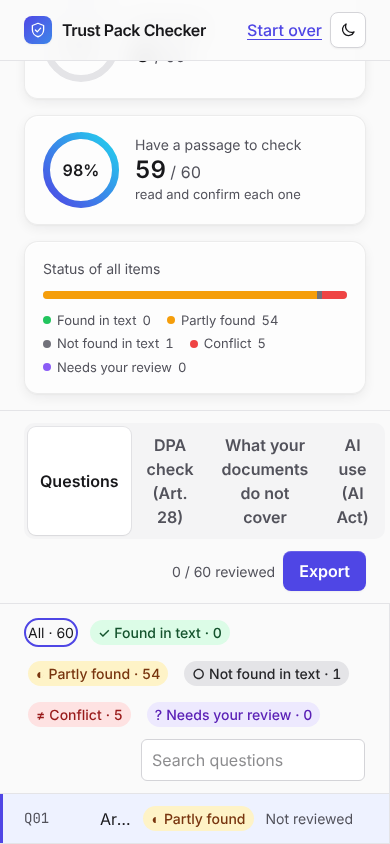 Trust Pack Checker
Start over
98%
Have a passage to check
59 / 60
read and confirm each one
Status of all items
Found in text 0
Partly found 54
Not found in text 1
Conflict 5
Needs your review 0
Questions
DPA
check
(Art.
28)
What your
documents
do not
cover
AI
use
(AI
Act)
0 / 60 reviewed
Export
All · 60
✓ Found in text · 0
Partly found · 54
Not found in text · 1
≠ Conflict · 5
? Needs your review · 0
Search questions
Q01 Ar... Partly found Not reviewed